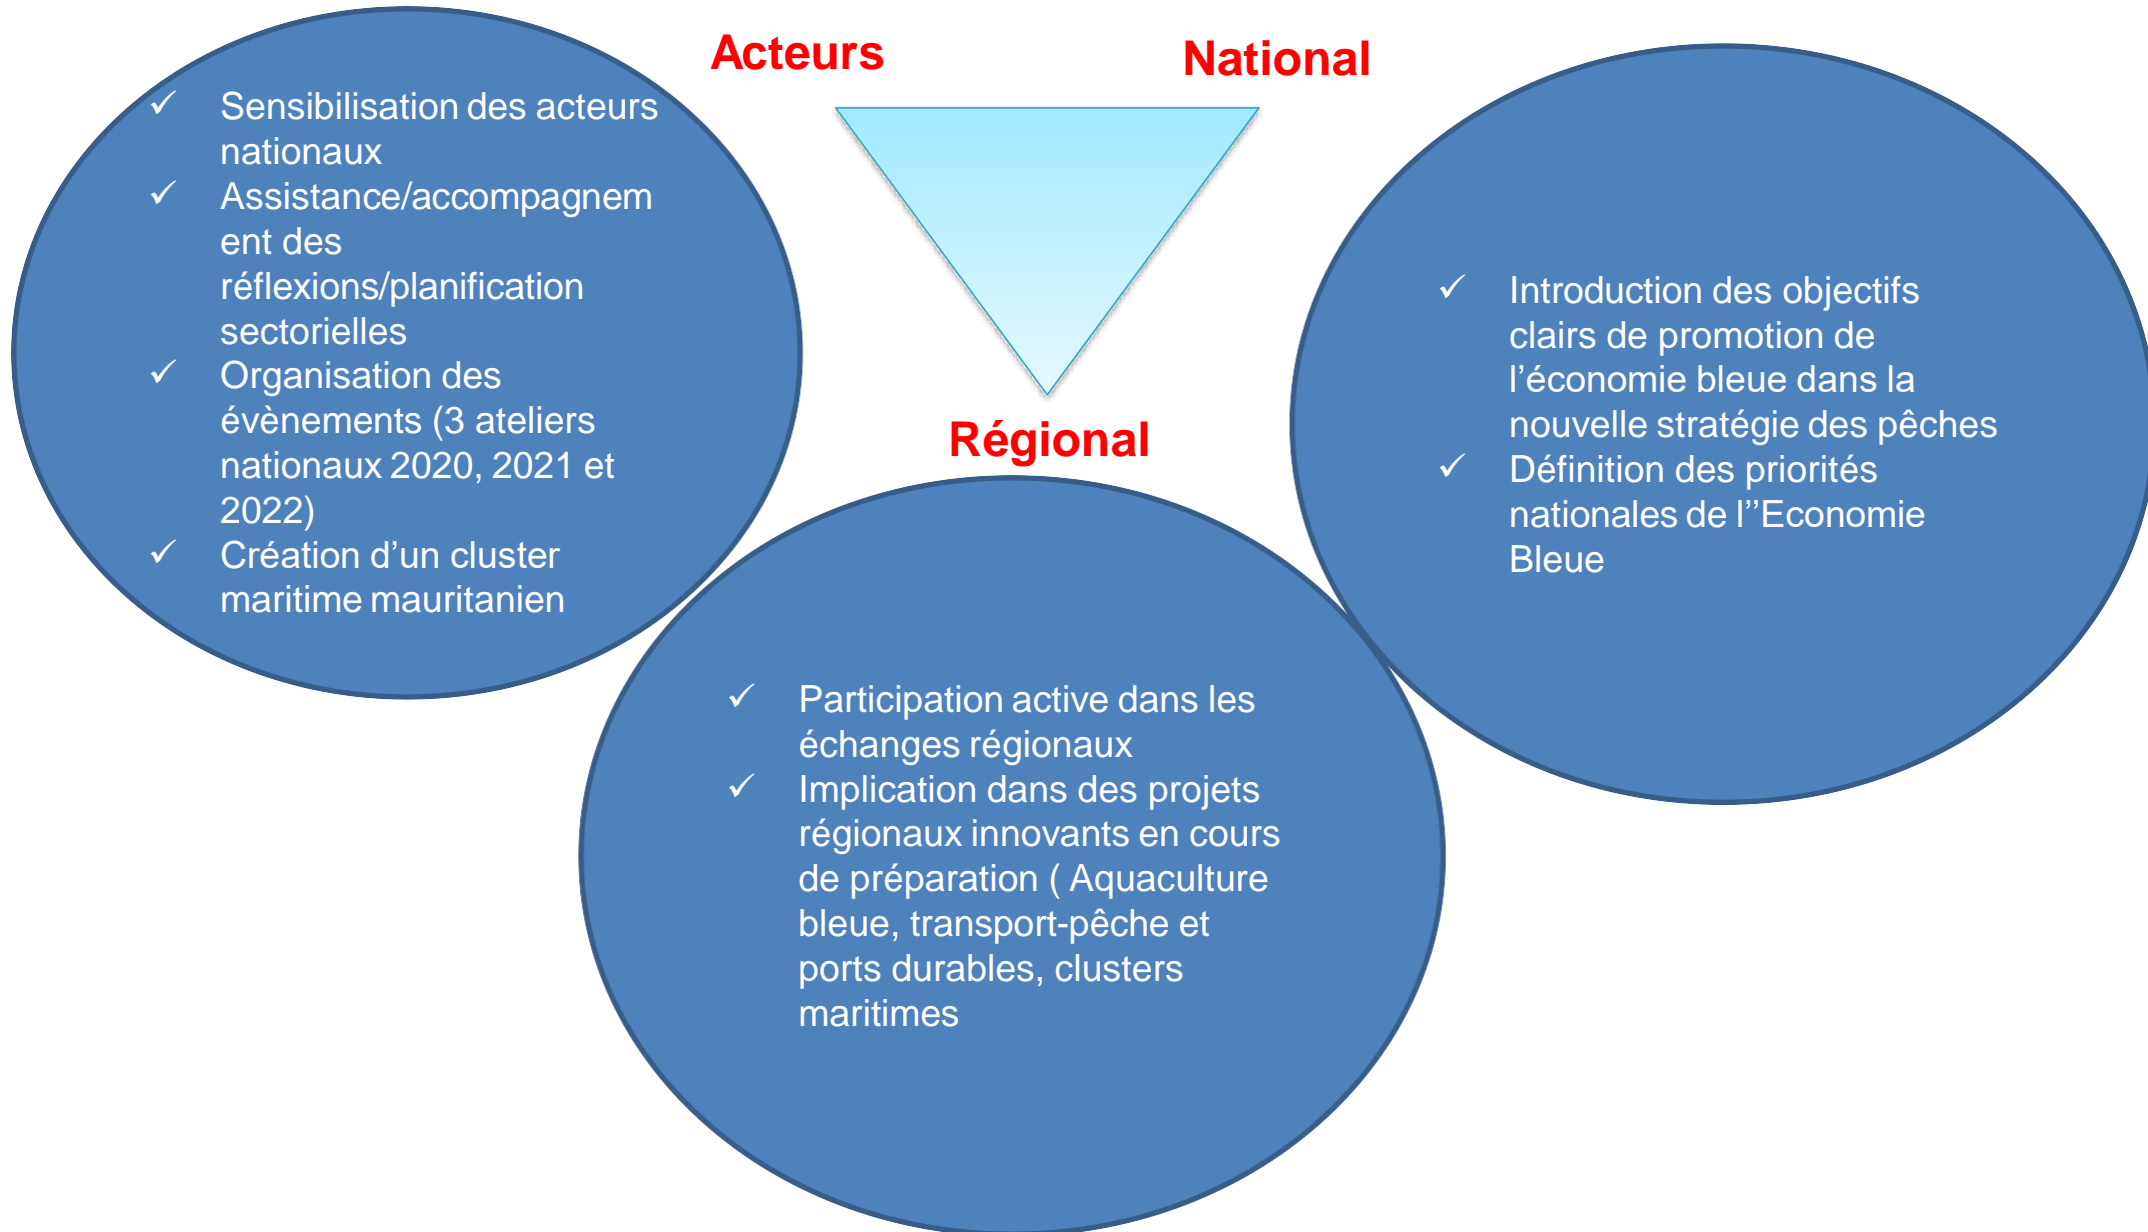 Acteurs
National
✓ Sensibilisation des acteurs
nationaux
✓ Assistance/accompagnem
ent des
réflexions/planification
sectorielles
✓ Organisation des
évènements (3 ateliers
nationaux 2020, 2021 et
2022)
✓ Création d’un cluster
maritime mauritanien
✓ Introduction des objectifs
clairs de promotion de
l’économie bleue dans la
nouvelle stratégie des pêches
✓ Définition des priorités
nationales de l’’Economie
Bleue
Régional
✓ Participation active dans les
échanges régionaux
✓ Implication dans des projets
régionaux innovants en cours
de préparation ( Aquaculture
bleue, transport-pêche et
ports durables, clusters
maritimes